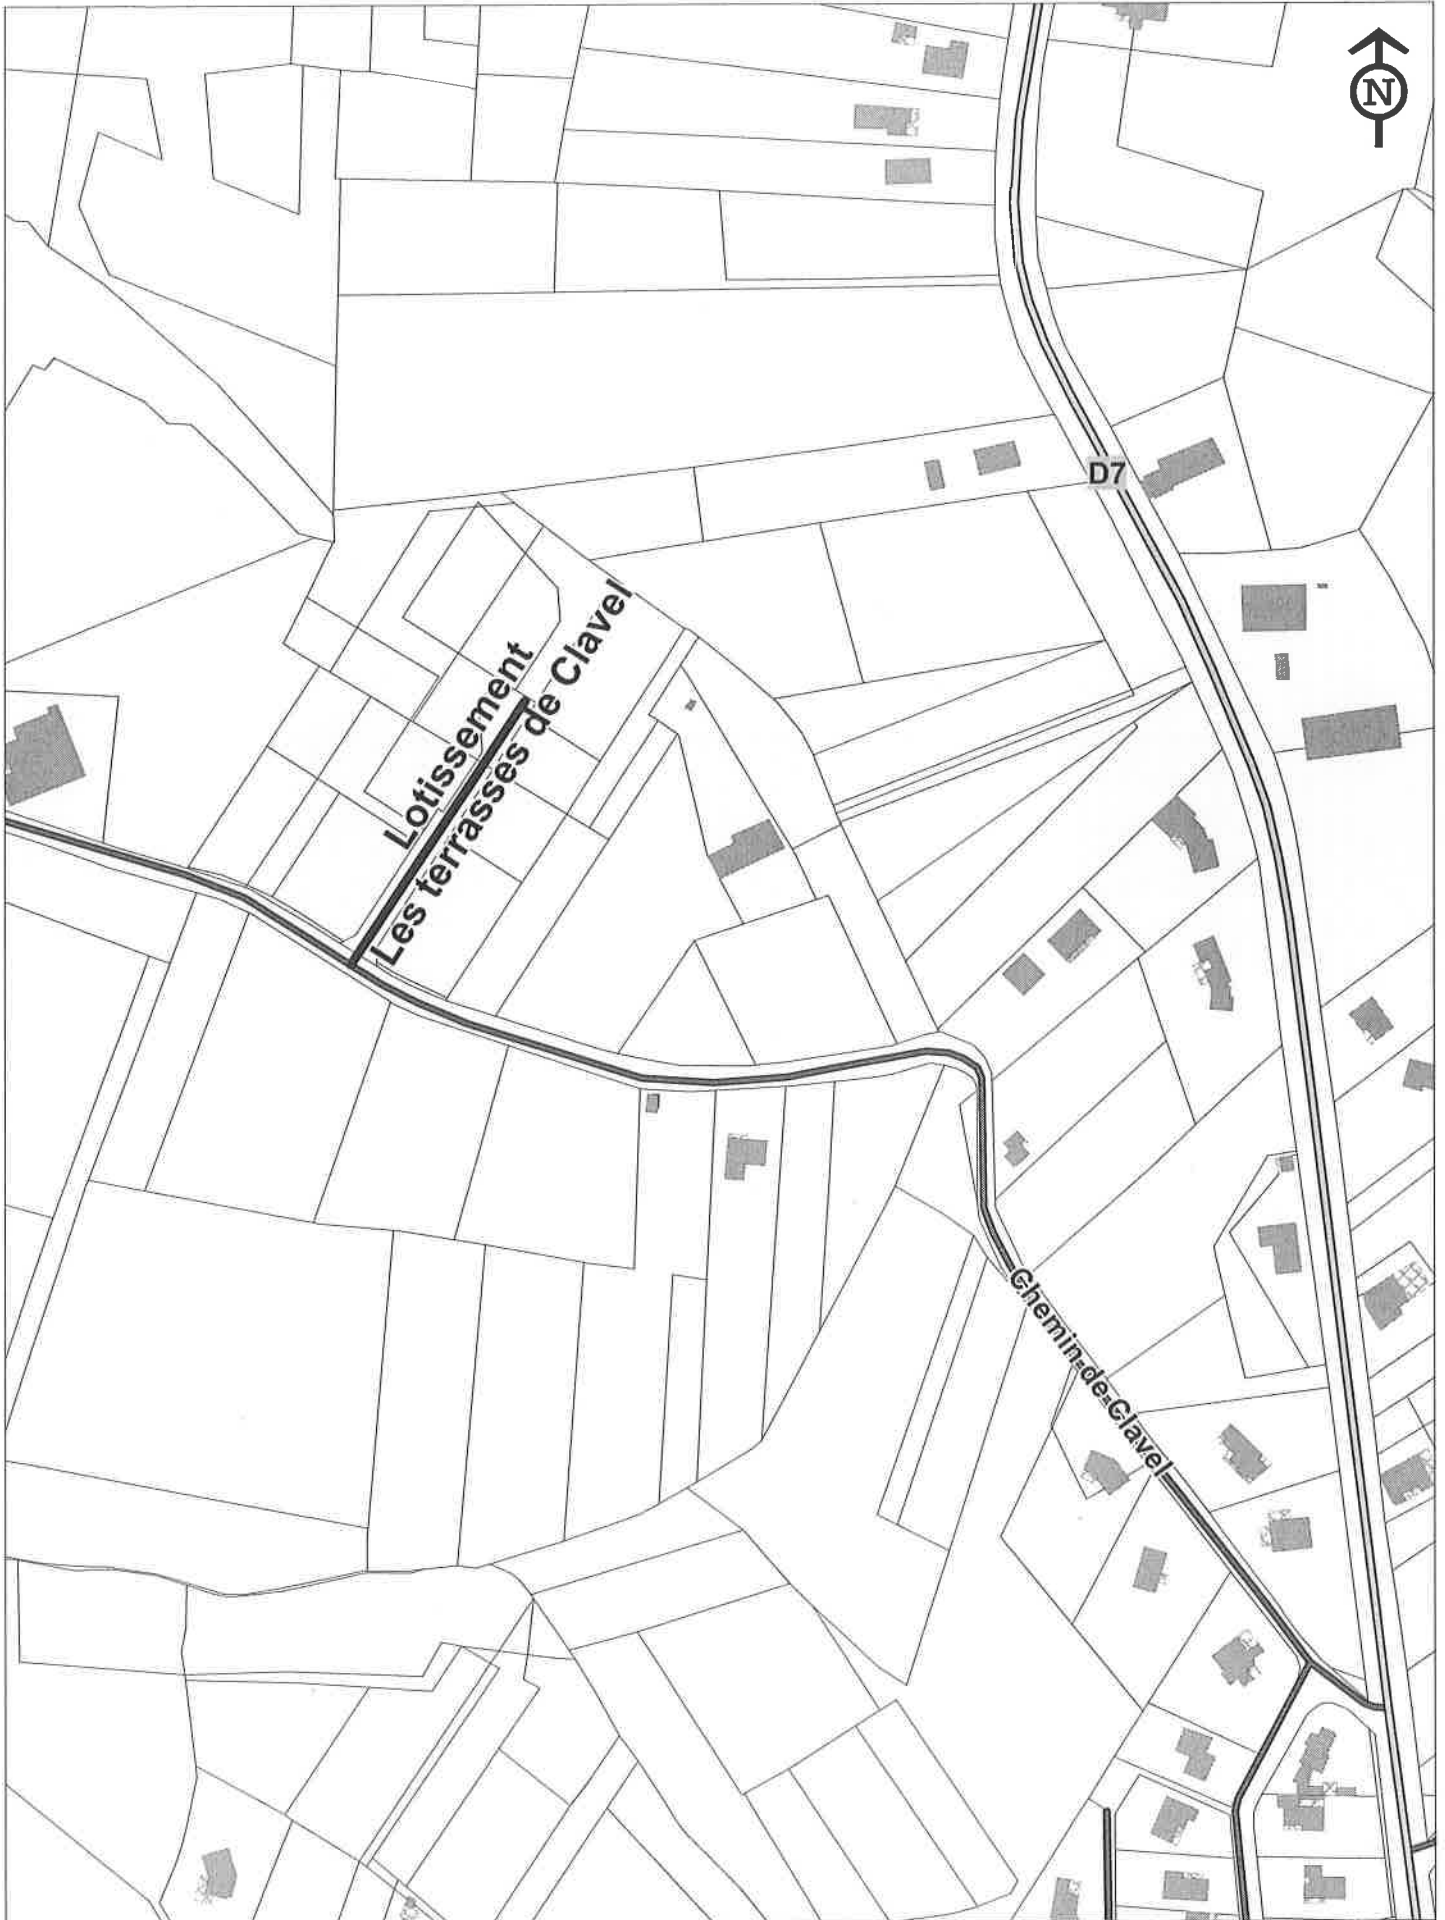 N
D7
Lotissement
Les terrasses de Clavel
Chemin de Clavel